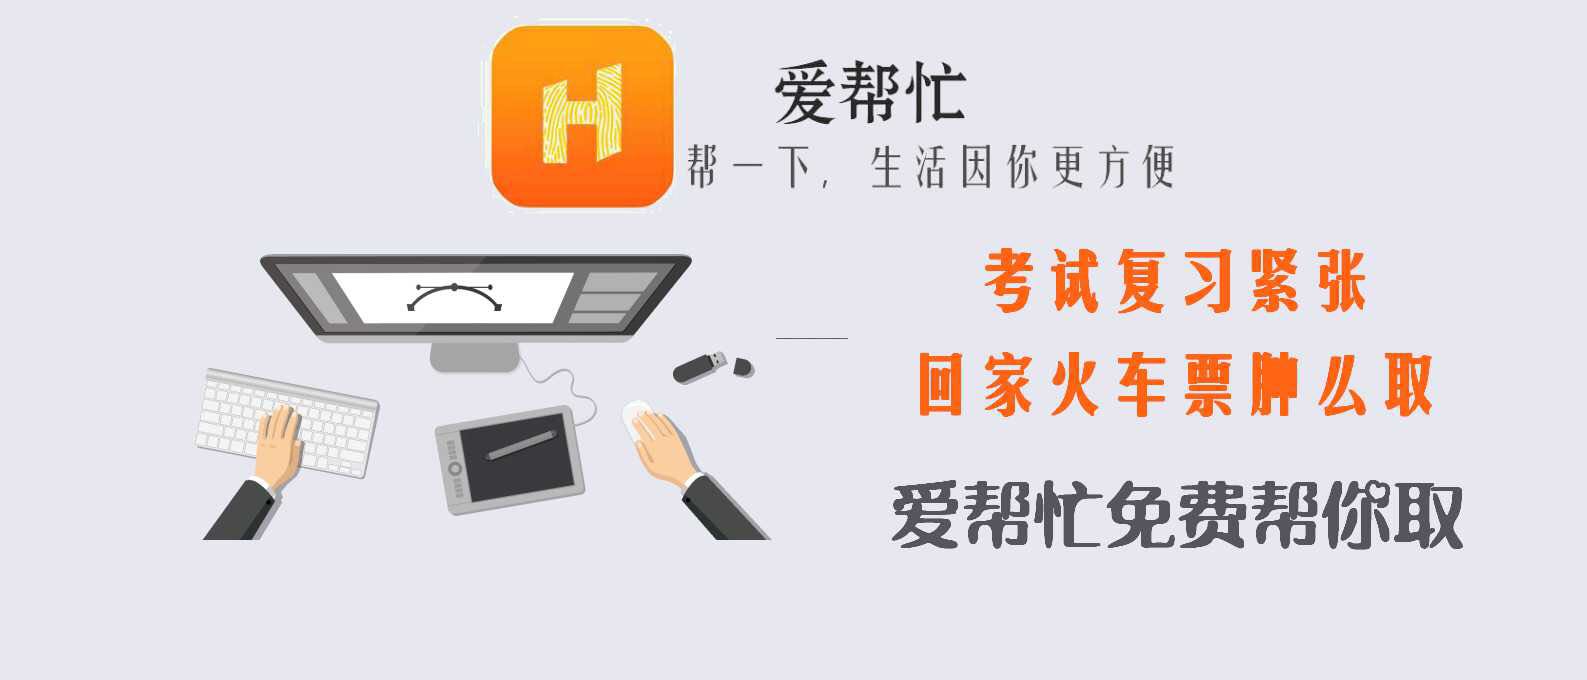 H
爱帮忙
帮一下，生活因你更方便
考试复习紧张
回家火车票肿么取
爱帮忙免费帮你取